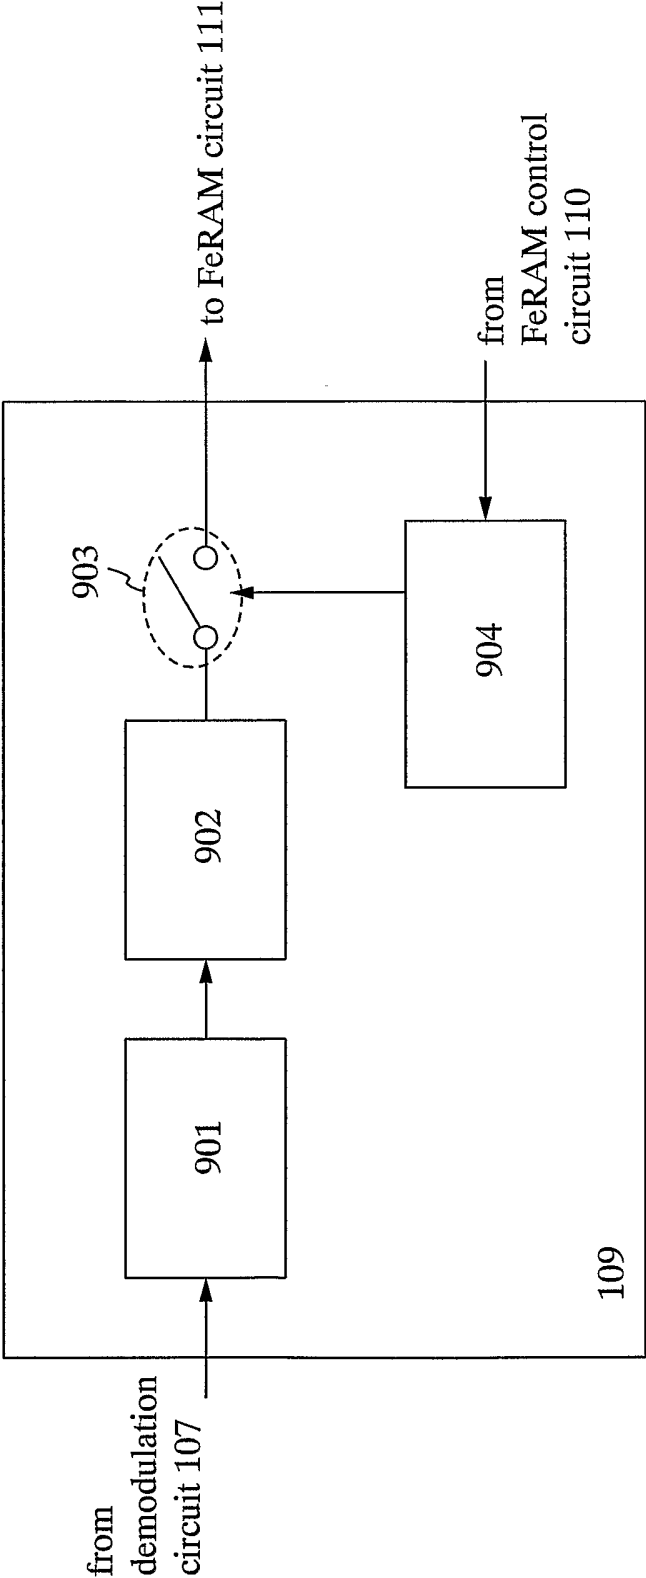 from
demodulation
circuit 107
901
902
903
to FeRAM circuit 111
904
from
FeRAM control
circuit 110
109